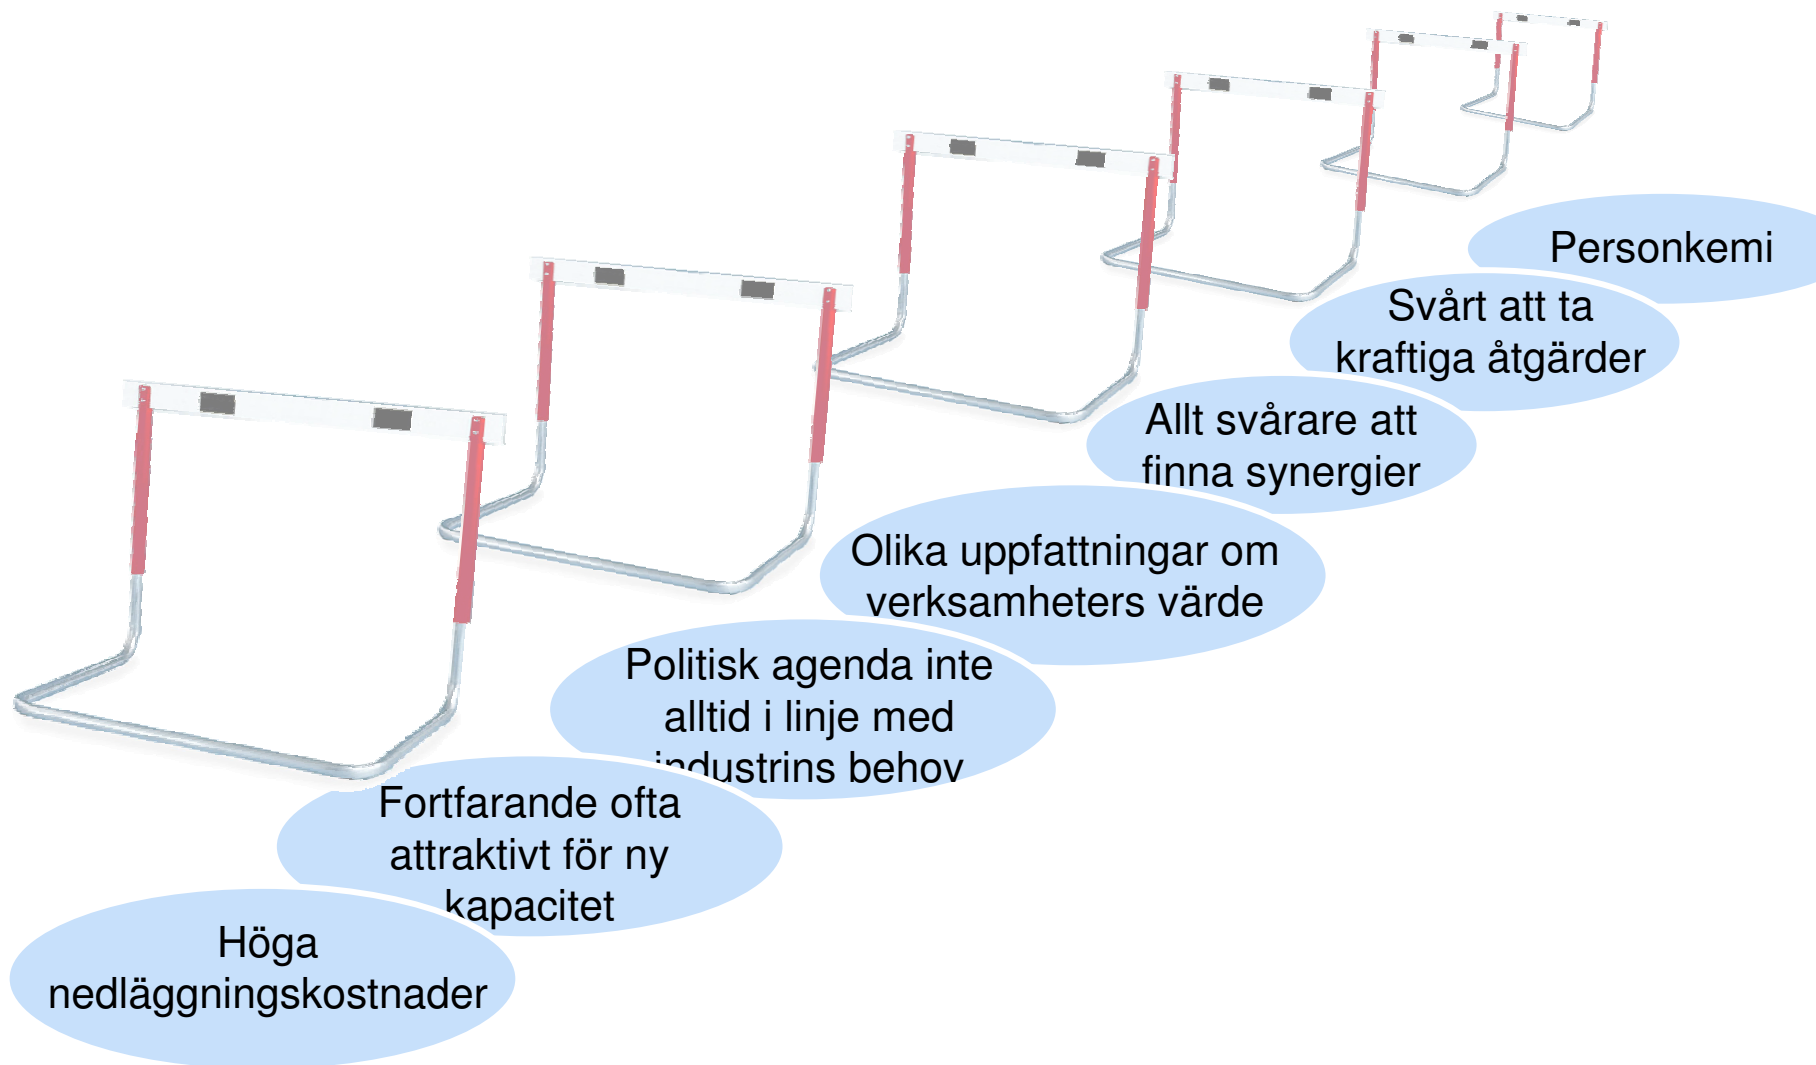 Personkemi
Svårt att ta
kraftiga åtgärder
Allt svårare att
finna synergier
Olika uppfattningar om
verksamheters värde
Politisk agenda inte
alltid i linje med
industrins behov
Fortfarande ofta
attraktivt för ny
kapacitet
Höga
nedläggningskostnader